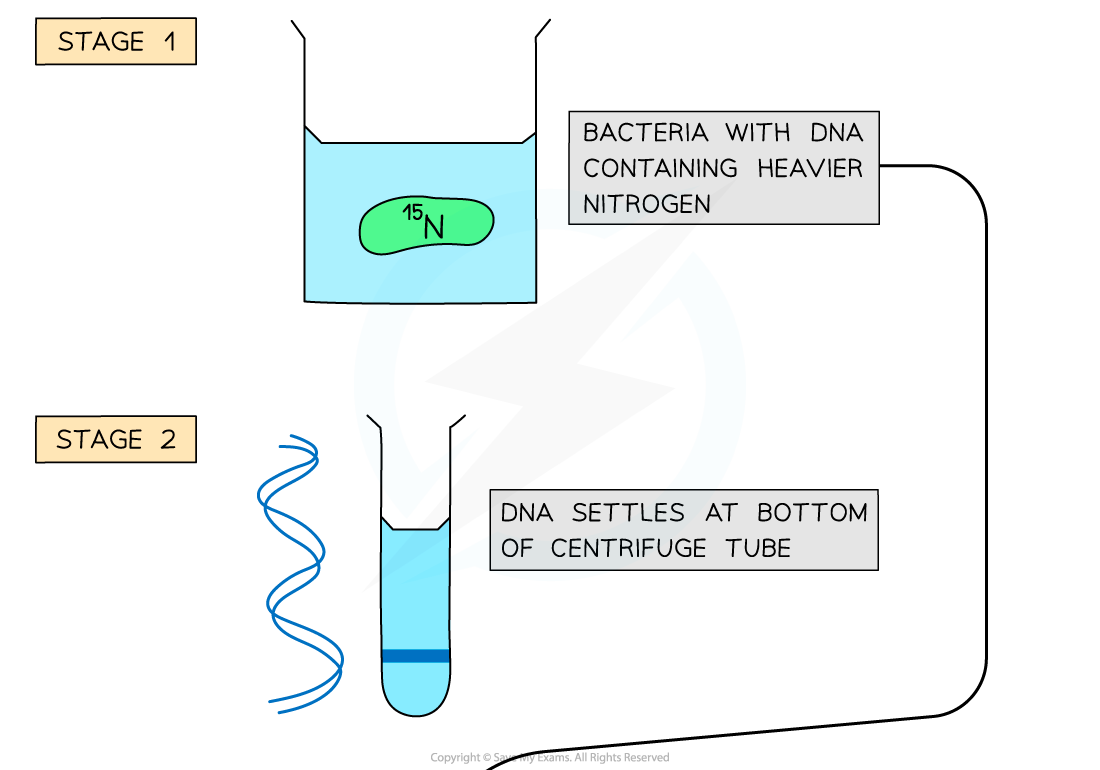 STAGE 1
BACTERIA WITH DNA
CONTAINING HEAVIER
NITROGEN
15N
STAGE 2
DNA SETTLES AT BOTTOM
OF CENTRIFUGE TUBE
Copyright © Save My Exams. All Rights Reserved